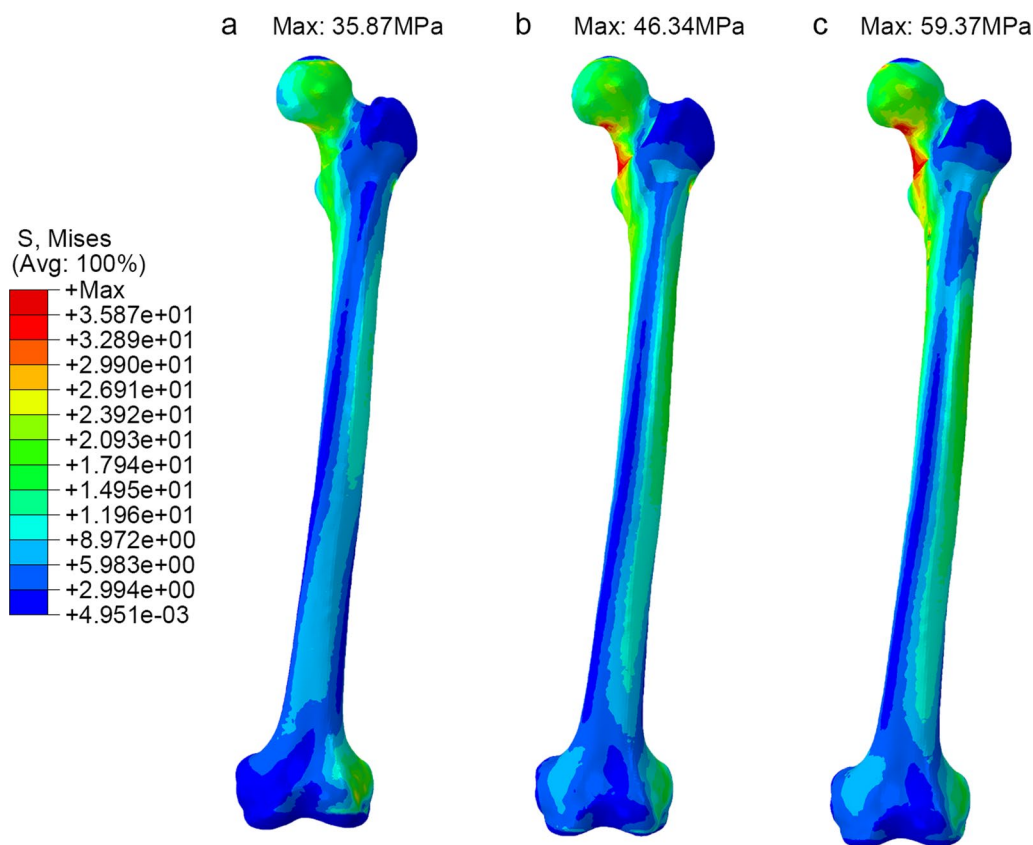 a Max: 35.87MPa b Max: 46.34MPa c Max: 59.37MPa
S, Mises
(Avg: 100%)
+Max
+3.587e+01
+3.289e+01
+2.990e+01
+2.691e+01
+2.392e+01
+2.093e+01
+1.794e+01
+1.495e+01
+1.196e+01
+8.972e+00
+5.983e+00
+2.994e+00
+4.951e-03